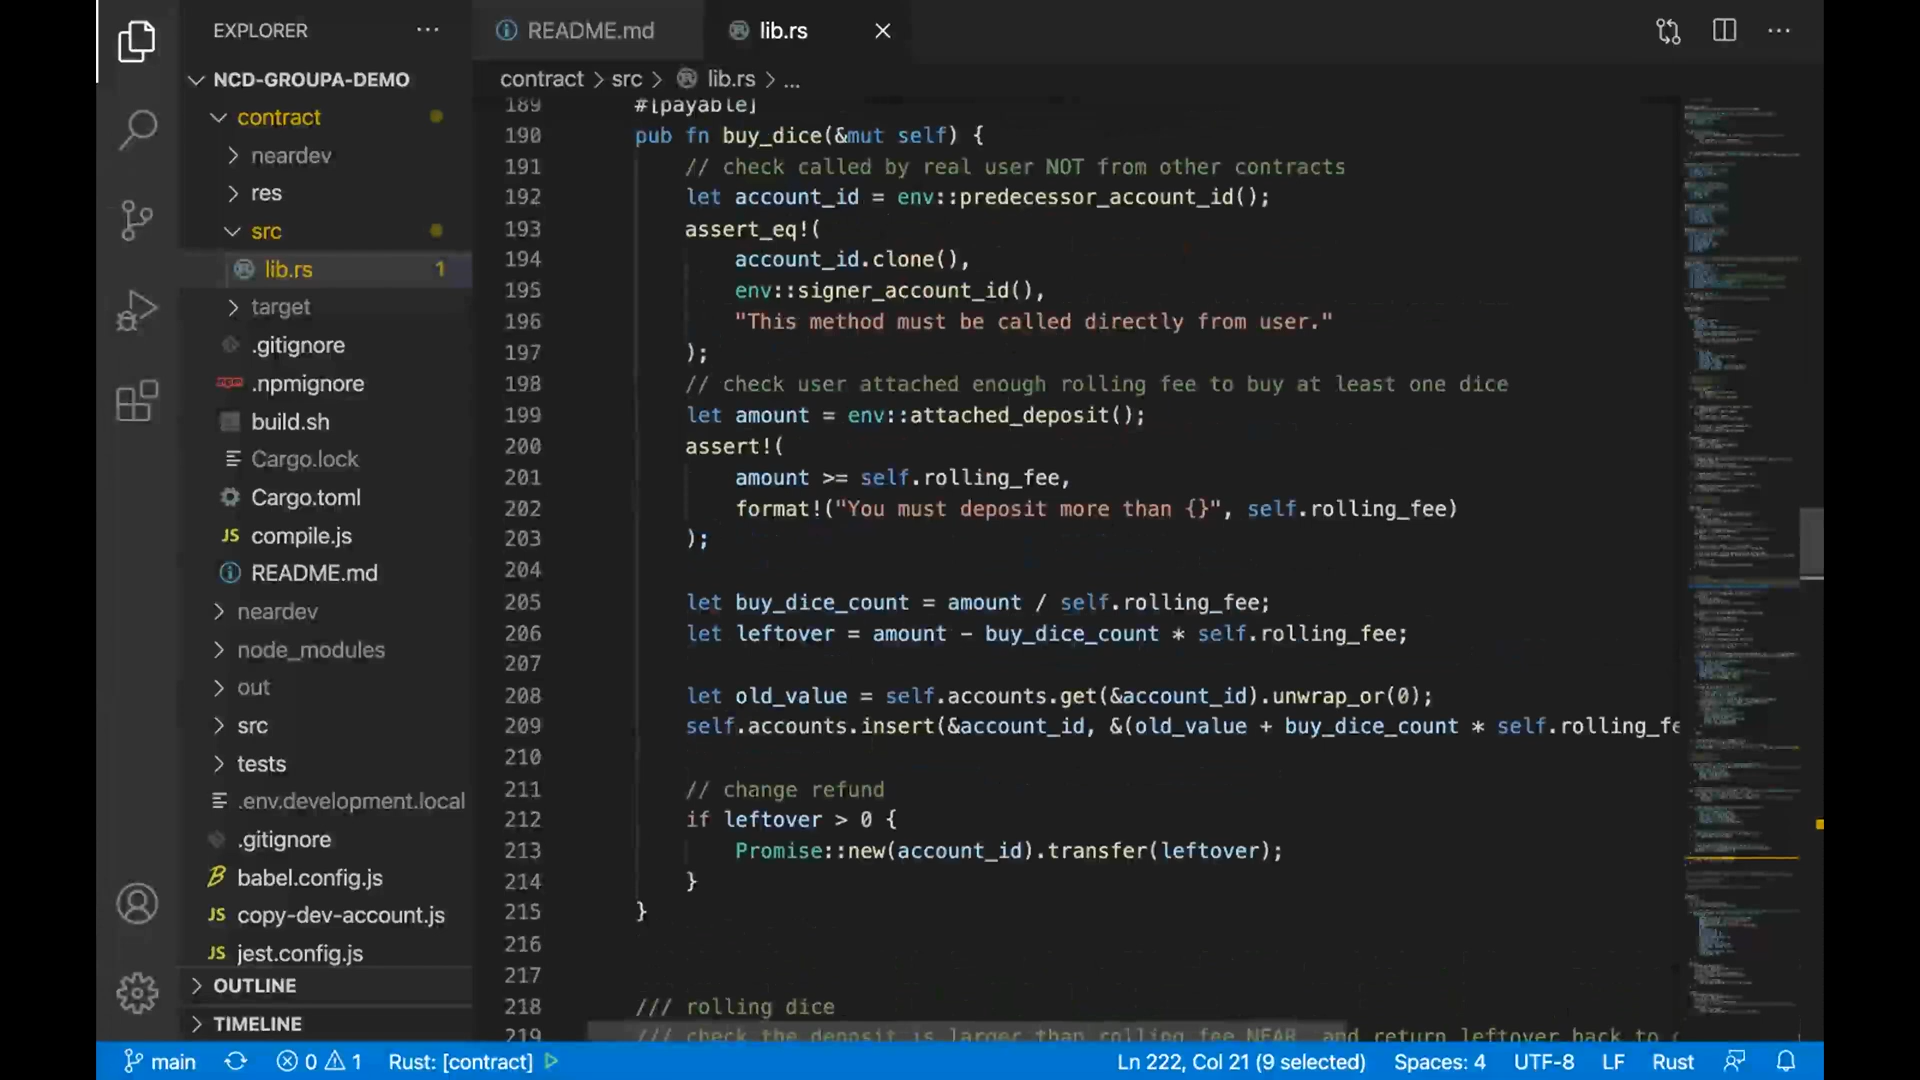 EXPLORER
NCD-GROUPA-DEMO
contract
neardev
res
src
lib.rs 1
target
.gitignore
.npmignore
build.sh
Cargo.lock
Cargo.toml
compile.js
README.md
neardev
node_modules
out
src
tests
.env.development.local
.gitignore
babel.config.js
copy-dev-account.js
jest.config.js
OUTLINE
TIMELINE
README.md
lib.rs
contract > src > lib.rs > ...
189 #[payable]
190 pub fn buy_dice(&mut self) {
191 // check called by real user NOT from other contracts
192 let account_id = env::predecessor_account_id();
193 assert_eq!(
194 account_id.clone(),
195 env::signer_account_id(),
196 "This method must be called directly from user."
197 );
198 // check user attached enough rolling fee to buy at least one dice
199 let amount = env::attached_deposit();
200 assert!(
201 amount >= self.rolling_fee,
202 format!("You must deposit more than {}", self.rolling_fee)
203 );
204
205 let buy_dice_count = amount / self.rolling_fee;
206 let leftover = amount - buy_dice_count * self.rolling_fee;
207
208 let old_value = self.accounts.get(&account_id).unwrap_or(0);
209 self.accounts.insert(&account_id, &(old_value + buy_dice_count * self.rolling_fe
210
211 // change refund
212 if leftover > 0 {
213 Promise::new(account_id).transfer(leftover);
214 }
215 }
216
217
218 /// rolling dice
219 /// check the deposit is larger than rolling fee NEAR, and return leftover back to
main
0 1
Rust: [contract]
Ln 222, Col 21 (9 selected)
Spaces: 4
UTF-8
LF
Rust